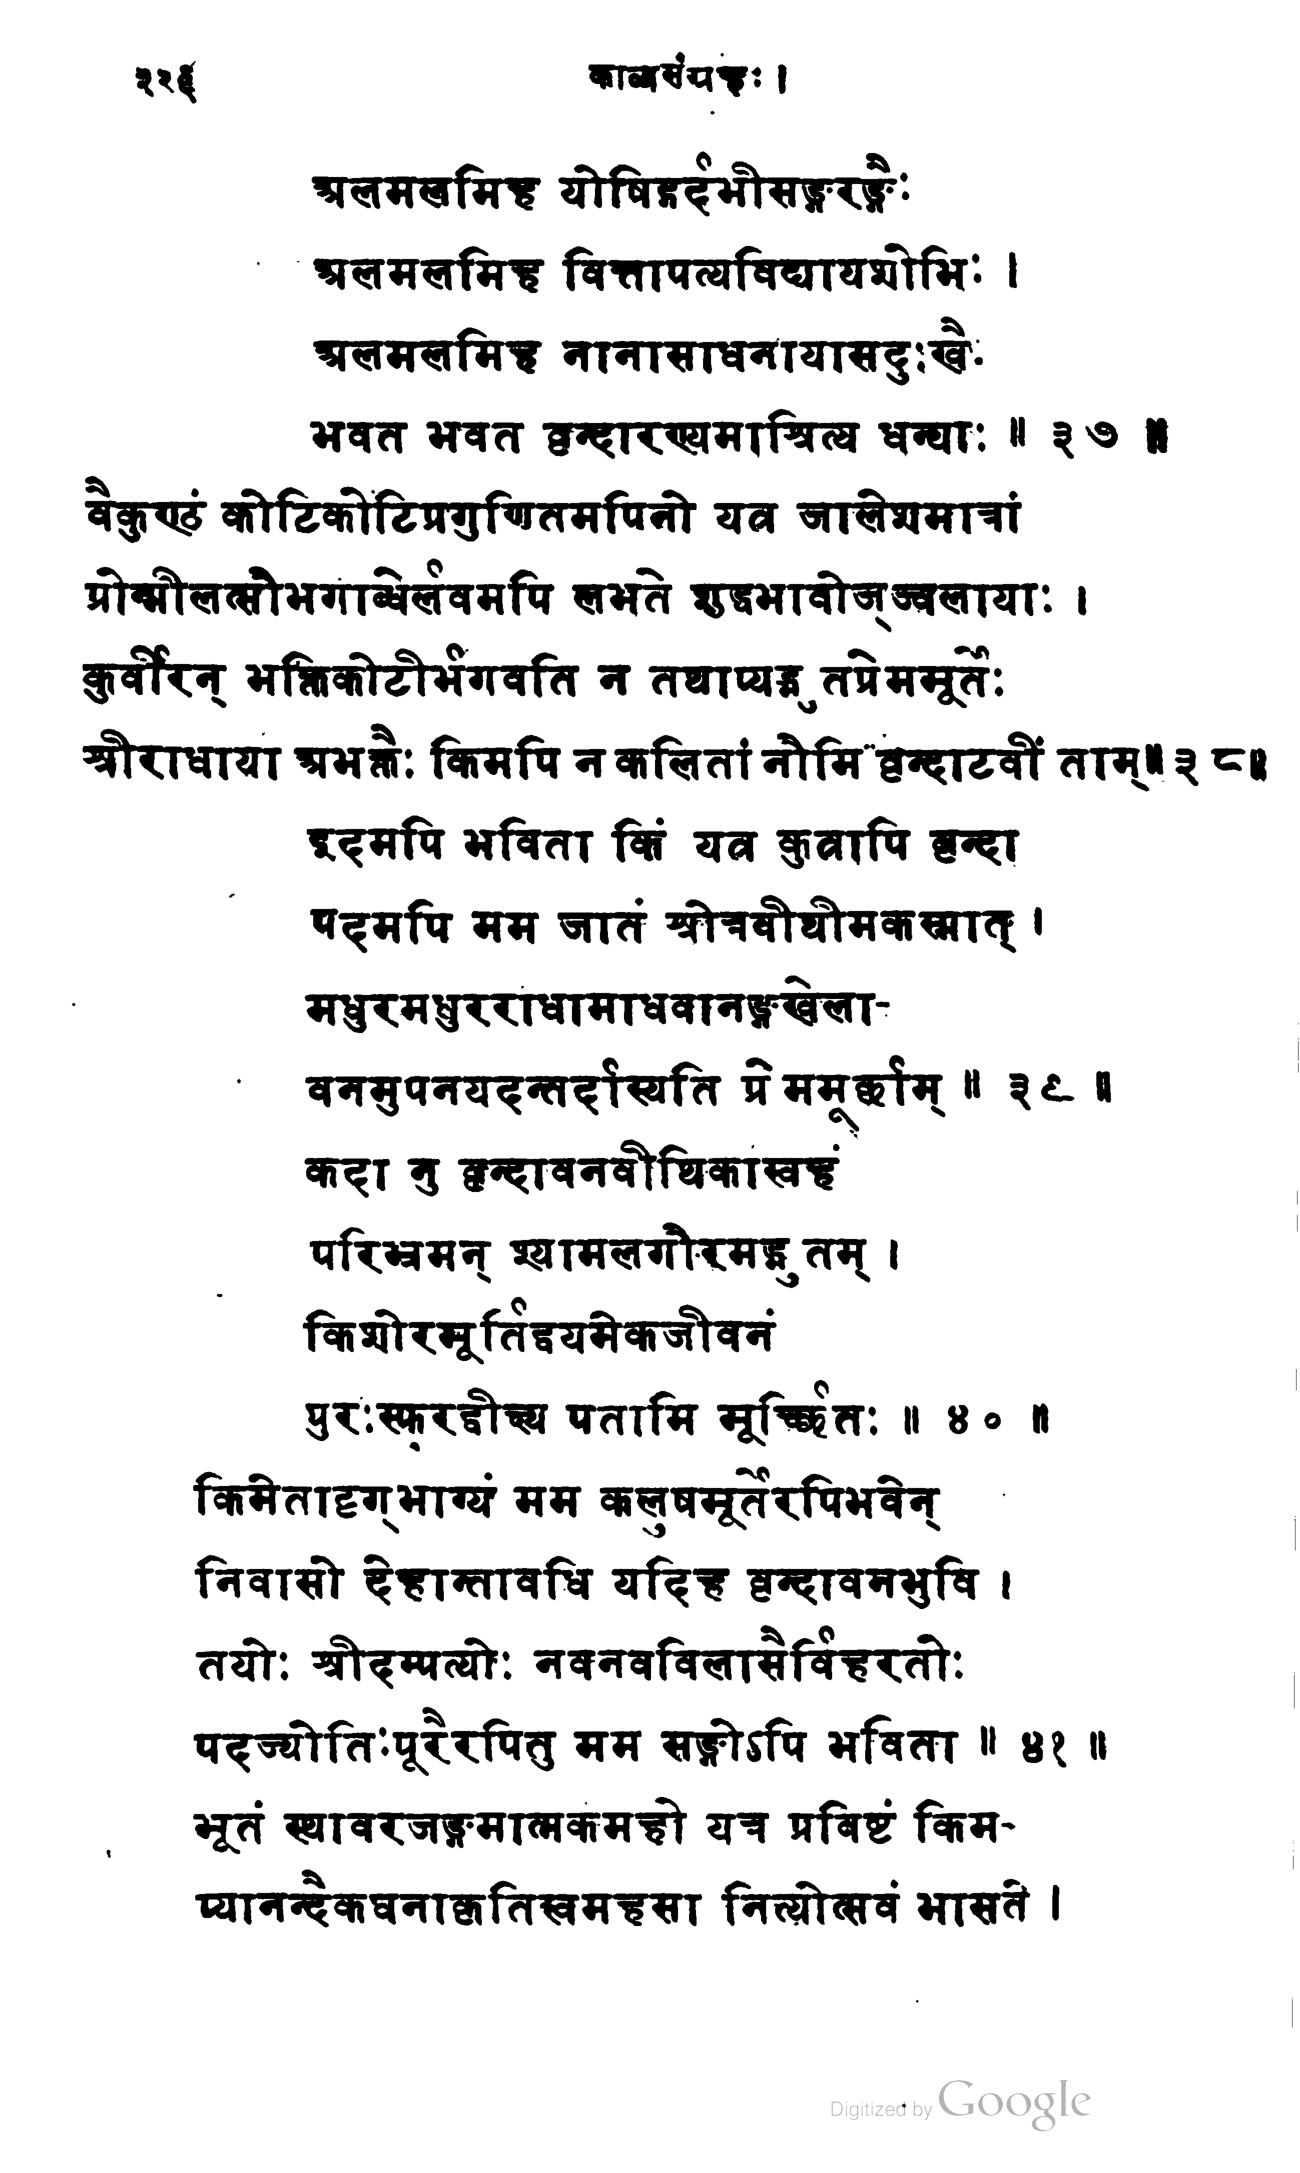 ३२६ काव्यसंग्रहः ।
अलमलमिह योषिद्गर्द्दभीसङ्गरङ्गैः
अलमलमिह वित्तापत्यविद्यायशोभिः ।
अलमलमिह नानासाधनायासदुःखैः
भवत भवत वृन्दारण्यमाश्रित्य धन्याः ॥ ३७ ॥
वैकुण्ठं कोटिकोटिप्रगुणितमपिनो यत्र जालेशमात्रां
प्रोन्मीलत्सौभगाब्धेर्लवमपि लभते शुद्धभावोज्ज्वलायाः ।
कुर्वीरन् भक्तिकोटीर्भगवति न तथाप्यद्भुतप्रेममूर्तेः
श्रीराधाया अभक्तैः किमपि न कलितां नौमि वृन्दाटवीं ताम्॥ ३८॥
इदमपि भविता किं यत्र कुत्रापि वृन्दा
पदमपि मम जातं श्रोत्रवीथीमकस्मात् ।
मधुरमधुरराधामाधवानङ्गखेला-
वनमुपनयदन्तर्दास्यति प्रेममूर्च्छाम् ॥ ३९ ॥
कदा नु वृन्दावनवीथिकास्वहं
परिभ्रमन् श्यामलगौरमद्भुतम् ।
किशोरमूर्तिद्वयमेकजीवनं
पुरःस्फुरद्वीक्ष्य पतामि मूर्च्छितः ॥ ४० ॥
किमेतादृग्भाग्यं मम कलुषमूर्तेरपिभवेन्
निवासो देहान्तावधि यदिह वृन्दावनभुवि ।
तयोः श्रीदम्पत्योः नवनवविलासैर्विहरतोः
पदज्योतिःपूरैरपितु मम सङ्गोऽपि भविता ॥ ४१ ॥
भूतं स्थावरजङ्गमात्मकमहो यत्र प्रविष्टं किम-
प्यानन्दैकघनाकृतिस्वमहसा नित्योत्सवं भासते ।
Digitized by Google